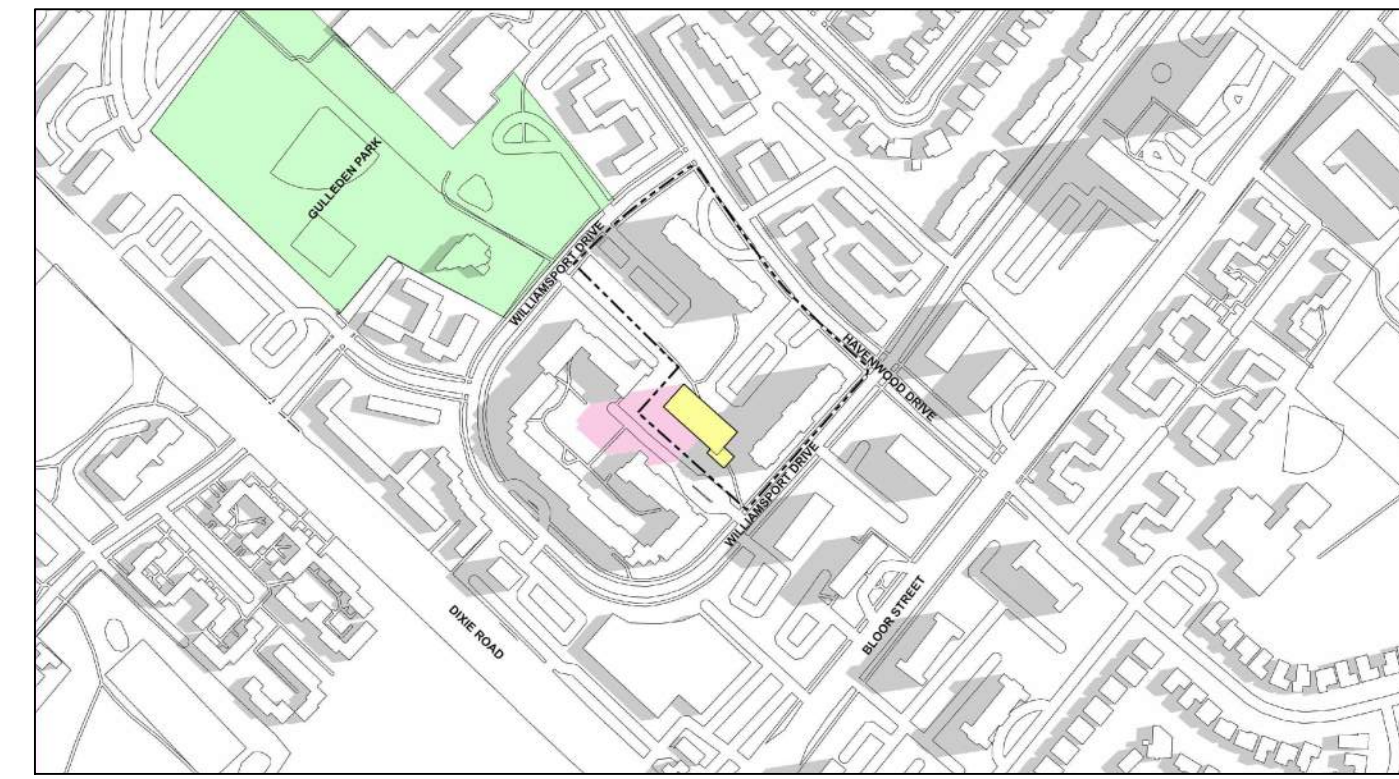 GULLEDEN PARK
WILLIAMSPORT DRIVE
HAVENWOOD DRIVE
WILLIAMSPORT DRIVE
BLOOR STREET
DIXIE ROAD